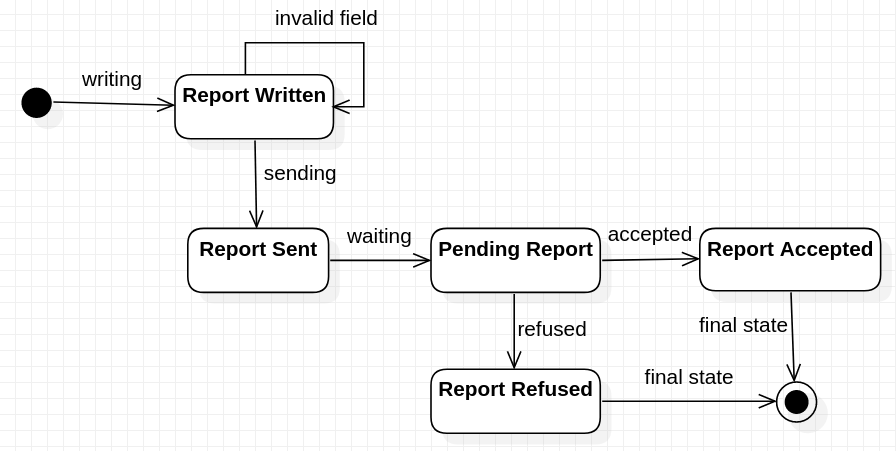 invalid field
writing
Report Written
sending
waiting
accepted
Report Sent
Pending Report
Report Accepted
refused
final state
final state
Report Refused